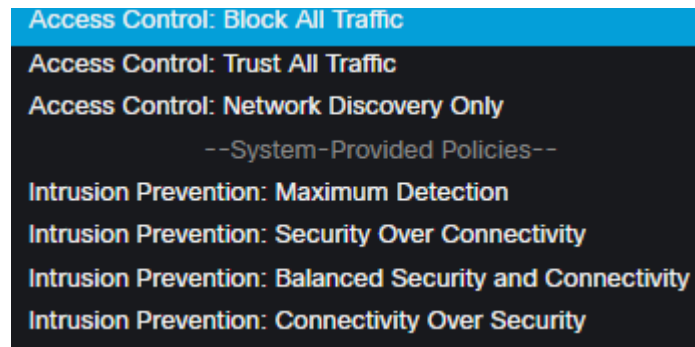 Access Control: Block All Traffic
Access Control: Trust All Traffic
Access Control: Network Discovery Only
--System-Provided Policies--
Intrusion Prevention: Maximum Detection
Intrusion Prevention: Security Over Connectivity
Intrusion Prevention: Balanced Security and Connectivity
Intrusion Prevention: Connectivity Over Security